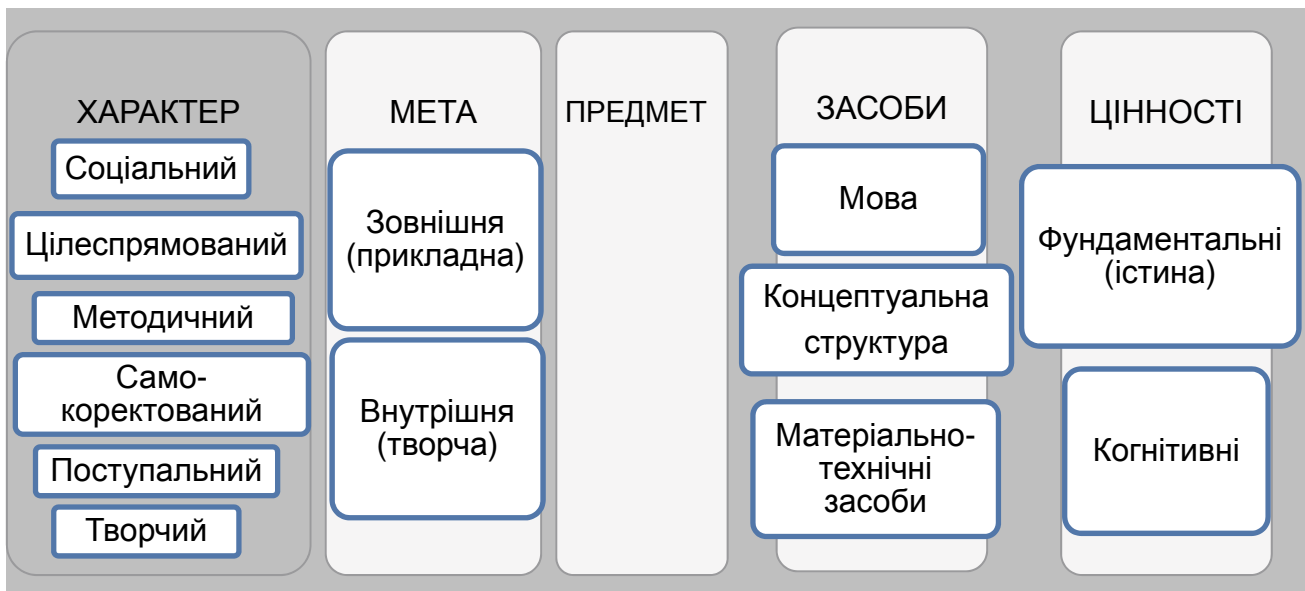 ХАРАКТЕР
Соціальний
Цілеспрямований
Методичний
Само-
коректований
Поступальний
Творчий
МЕТА
Зовнішня
(прикладна)
Внутрішня
(творча)
ПРЕДМЕТ
ЗАСОБИ
Мова
Концептуальна
структура
Матеріально-
технічні
засоби
ЦІННОСТІ
Фундаментальні
(істина)
Когнітивні